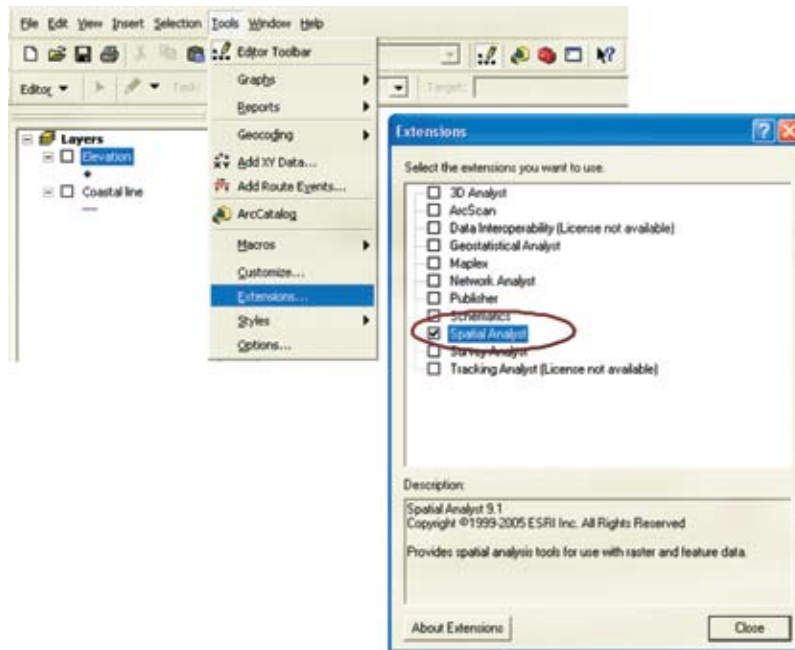 File Edit View Insert Selection Tools Window Help
Editor Toolbar
Editor Task: Target:
Graphs
Reports
Geocoding
Add XY Data...
Add Route Events...
ArcCatalog
Macros
Customize...
Extensions...
Styles
Options...
Layers
Elevation
Coastal line
Extensions
Select the extensions you want to use.
3D Analyst
ArcScan
Data Interoperability (License not available)
Geostatistical Analyst
Maplex
Network Analyst
Publisher
Schematics
Spatial Analyst
Survey Analyst
Tracking Analyst (License not available)
Description:
Spatial Analyst 9.1
Copyright ©1999-2005 ESRI Inc. All Rights Reserved
Provides spatial analysis tools for use with raster and feature data.
About Extensions
Close